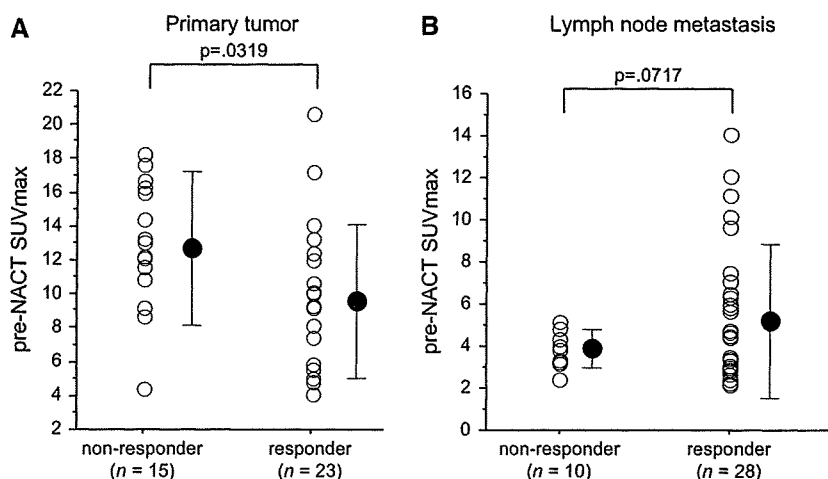 A
Primary tumor
p=.0319
pre-NACT SUVmax
22
20
18
16
14
12
10
8
6
4
2
non-responder
(n = 15)
responder
(n = 23)
B
Lymph node metastasis
p=.0717
pre-NACT SUVmax
16
14
12
10
8
6
4
2
0
non-responder
(n = 10)
responder
(n = 28)